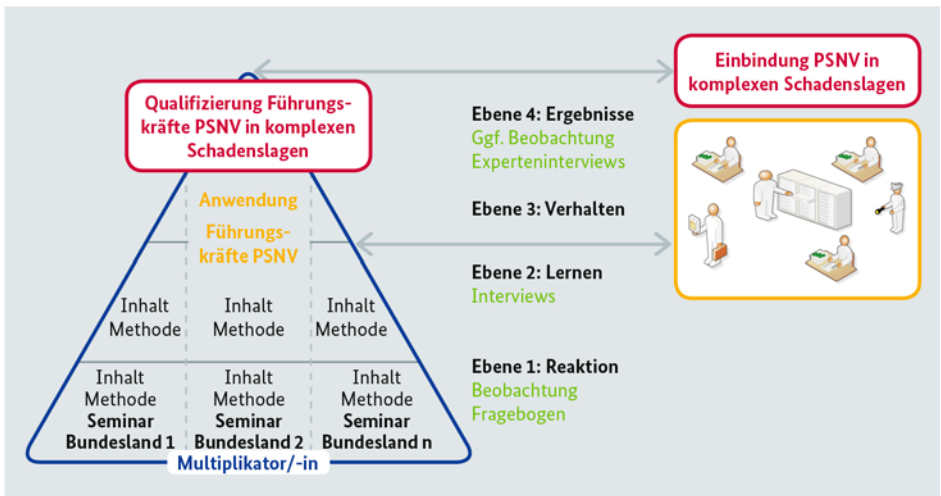 Einbindung PSNV in
komplexen Schadenslagen
Qualifizierung Führungs-
kräfte PSNV in komplexen
Schadenslagen
Ebene 4: Ergebnisse
Ggf. Beobachtung
Experteninterviews
Anwendung
Führungs-
kräfte PSNV
Ebene 3: Verhalten
Ebene 2: Lernen
Interviews
Inhalt Inhalt Inhalt
Methode Methode Methode
Ebene 1: Reaktion
Beobachtung
Fragebogen
Inhalt Inhalt Inhalt
Methode Methode Methode
Seminar Seminar Seminar
Bundesland 1 Bundesland 2 Bundesland n
Multiplikator/-in